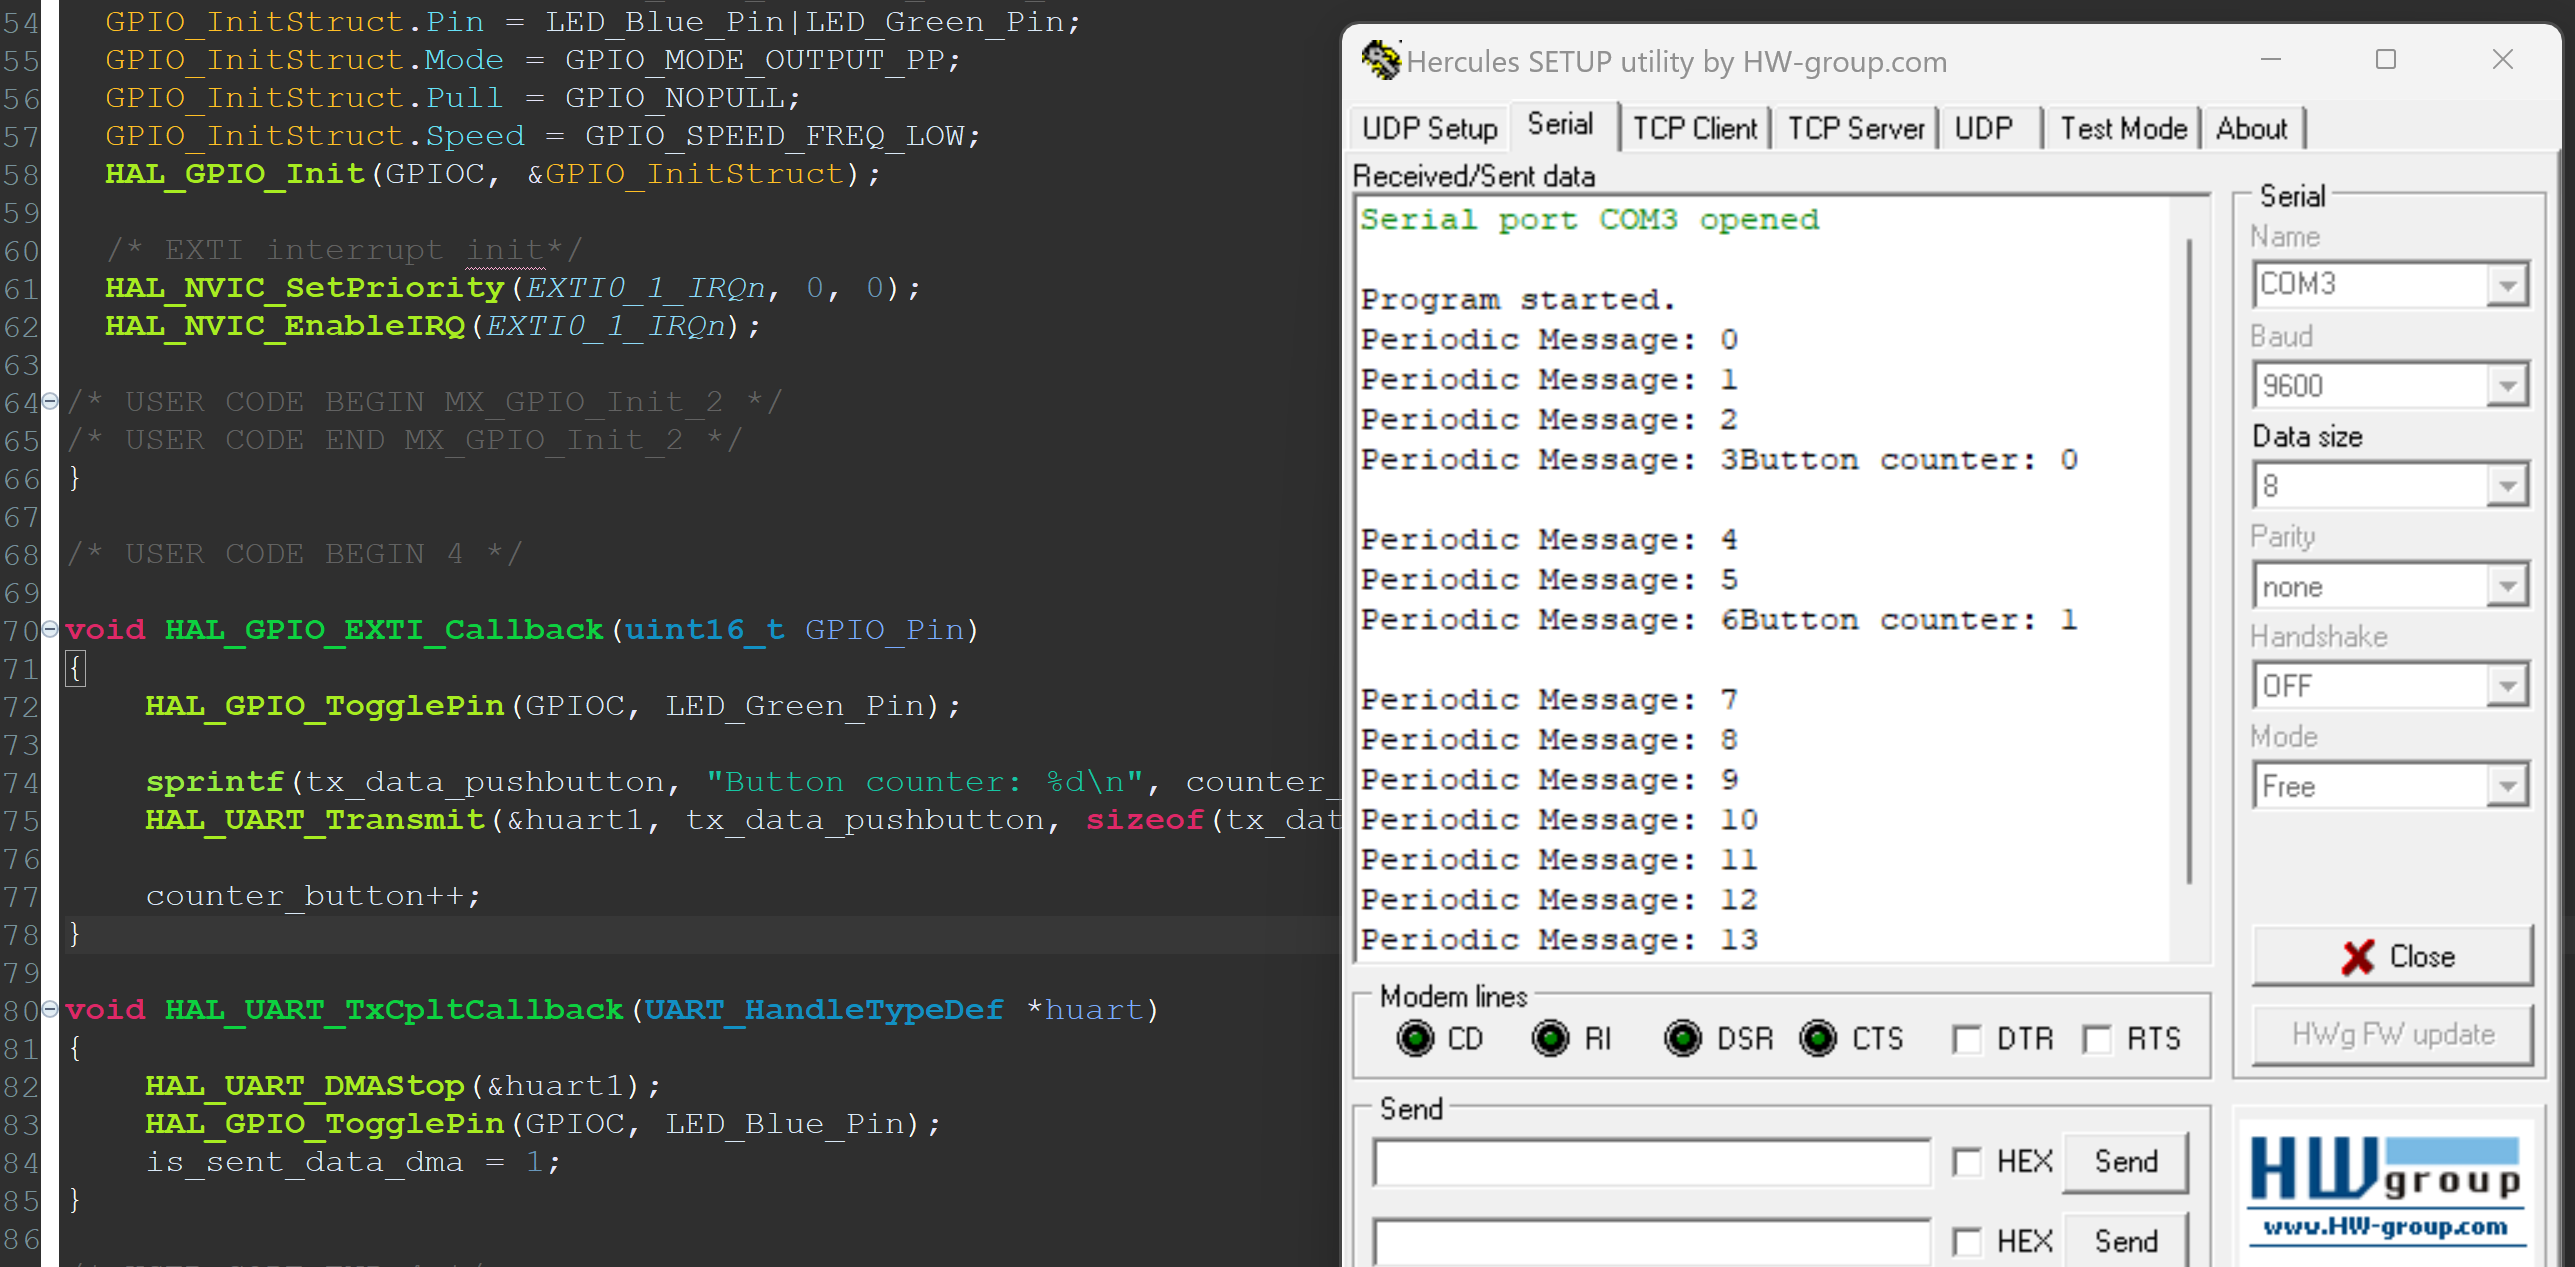 54 GPIO_InitStruct.Pin = LED_Blue_Pin|LED_Green_Pin;
55 GPIO_InitStruct.Mode = GPIO_MODE_OUTPUT_PP;
56 GPIO_InitStruct.Pull = GPIO_NOPULL;
57 GPIO_InitStruct.Speed = GPIO_SPEED_FREQ_LOW;
58 HAL_GPIO_Init(GPIOC, &GPIO_InitStruct);
59
60 /* EXTI interrupt init*/
61 HAL_NVIC_SetPriority(EXTI0_1_IRQn, 0, 0);
62 HAL_NVIC_EnableIRQ(EXTI0_1_IRQn);
63
64 /* USER CODE BEGIN MX_GPIO_Init_2 */
65 /* USER CODE END MX_GPIO_Init_2 */
66 }
67
68 /* USER CODE BEGIN 4 */
69
70 void HAL_GPIO_EXTI_Callback(uint16_t GPIO_Pin)
71 {
72 HAL_GPIO_TogglePin(GPIOC, LED_Green_Pin);
73
74 sprintf(tx_data_pushbutton, "Button counter: %d\n", counter_
75 HAL_UART_Transmit(&huart1, tx_data_pushbutton, sizeof(tx_dat
76
77 counter_button++;
78 }
79
80 void HAL_UART_TxCpltCallback(UART_HandleTypeDef *huart)
81 {
82 HAL_UART_DMAStop(&huart1);
83 HAL_GPIO_TogglePin(GPIOC, LED_Blue_Pin);
84 is_sent_data_dma = 1;
85 }
86
Hercules SETUP utility by HW-group.com
UDP Setup Serial TCP Client TCP Server UDP Test Mode About
Received/Sent data
Serial port COM3 opened
Program started.
Periodic Message: 0
Periodic Message: 1
Periodic Message: 2
Periodic Message: 3Button counter: 0
Periodic Message: 4
Periodic Message: 5
Periodic Message: 6Button counter: 1
Periodic Message: 7
Periodic Message: 8
Periodic Message: 9
Periodic Message: 10
Periodic Message: 11
Periodic Message: 12
Periodic Message: 13
Serial
Name
COM3
Baud
9600
Data size
8
Parity
none
Handshake
OFF
Mode
Free
Close
HWg FW update
Modem lines
CD RI DSR CTS DTR RTS
Send
HEX Send
HEX Send
HW group
www.HW-group.com